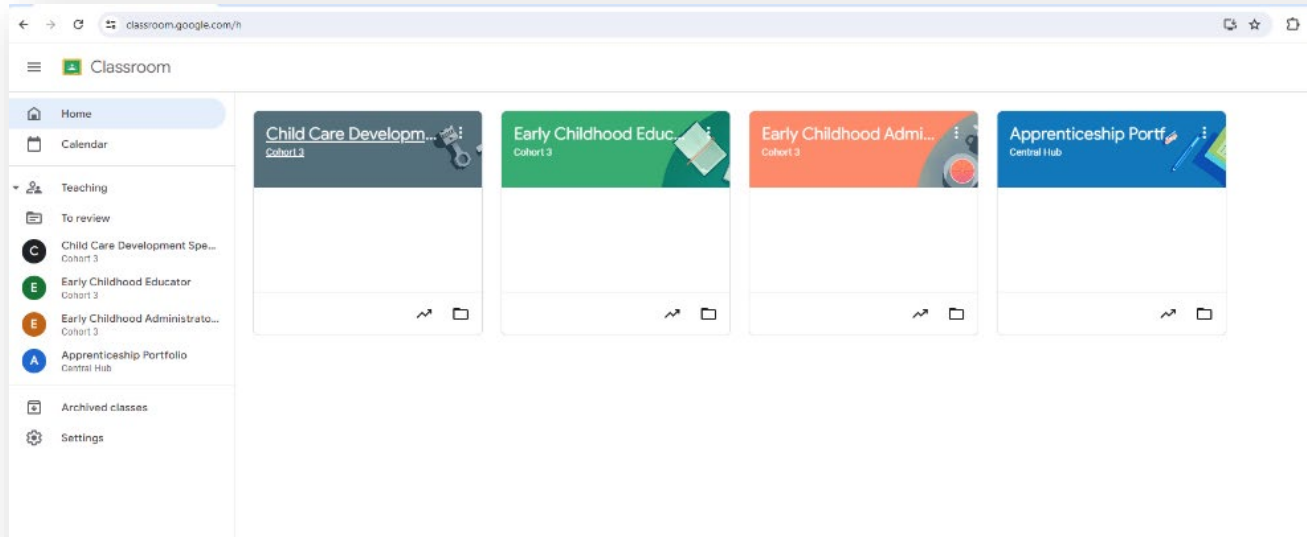 classroom.google.com/h
Classroom
Home
Calendar
Teaching
To review
C
Child Care Development Spe...
Cohort 3
E
Early Childhood Educator
Cohort 3
E
Early Childhood Administrato...
Cohort 3
A
Apprenticeship Portfolio
Central Hub
Archived classes
Settings
Child Care Developm...
Cohort 3
Early Childhood Educ...
Cohort 3
Early Childhood Admi...
Cohort 3
Apprenticeship Portf...
Central Hub